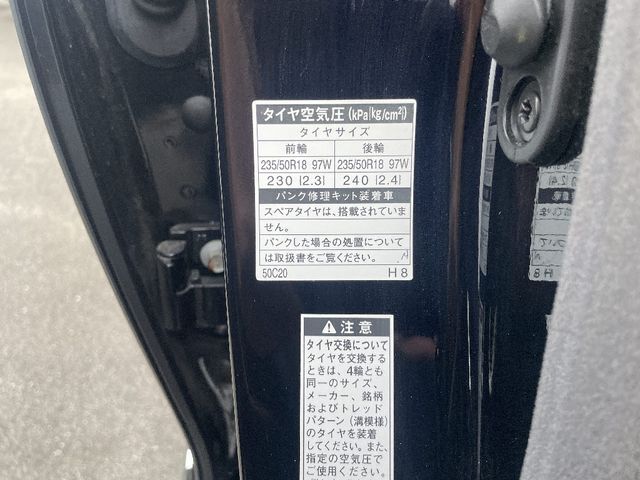 タイヤ空気圧(kPa[kg/cm²])
タイヤサイズ
前輪 後輪
235/50R18 97W 235/50R18 97W
230 [2.3] 240 [2.4]
パンク修理キット装着車
スペアタイヤは、搭載されていま
せん。
パンクした場合の処置について
は取扱書をご覧ください。
50C20 H8
注意
タイヤ交換について
タイヤを交換する
ときは、4輪とも
同一のサイズ、
メーカー、銘柄
およびトレッド
パターン(溝模様)
のタイヤを装着
してください。また、
指定の空気圧で
ご使用ください。